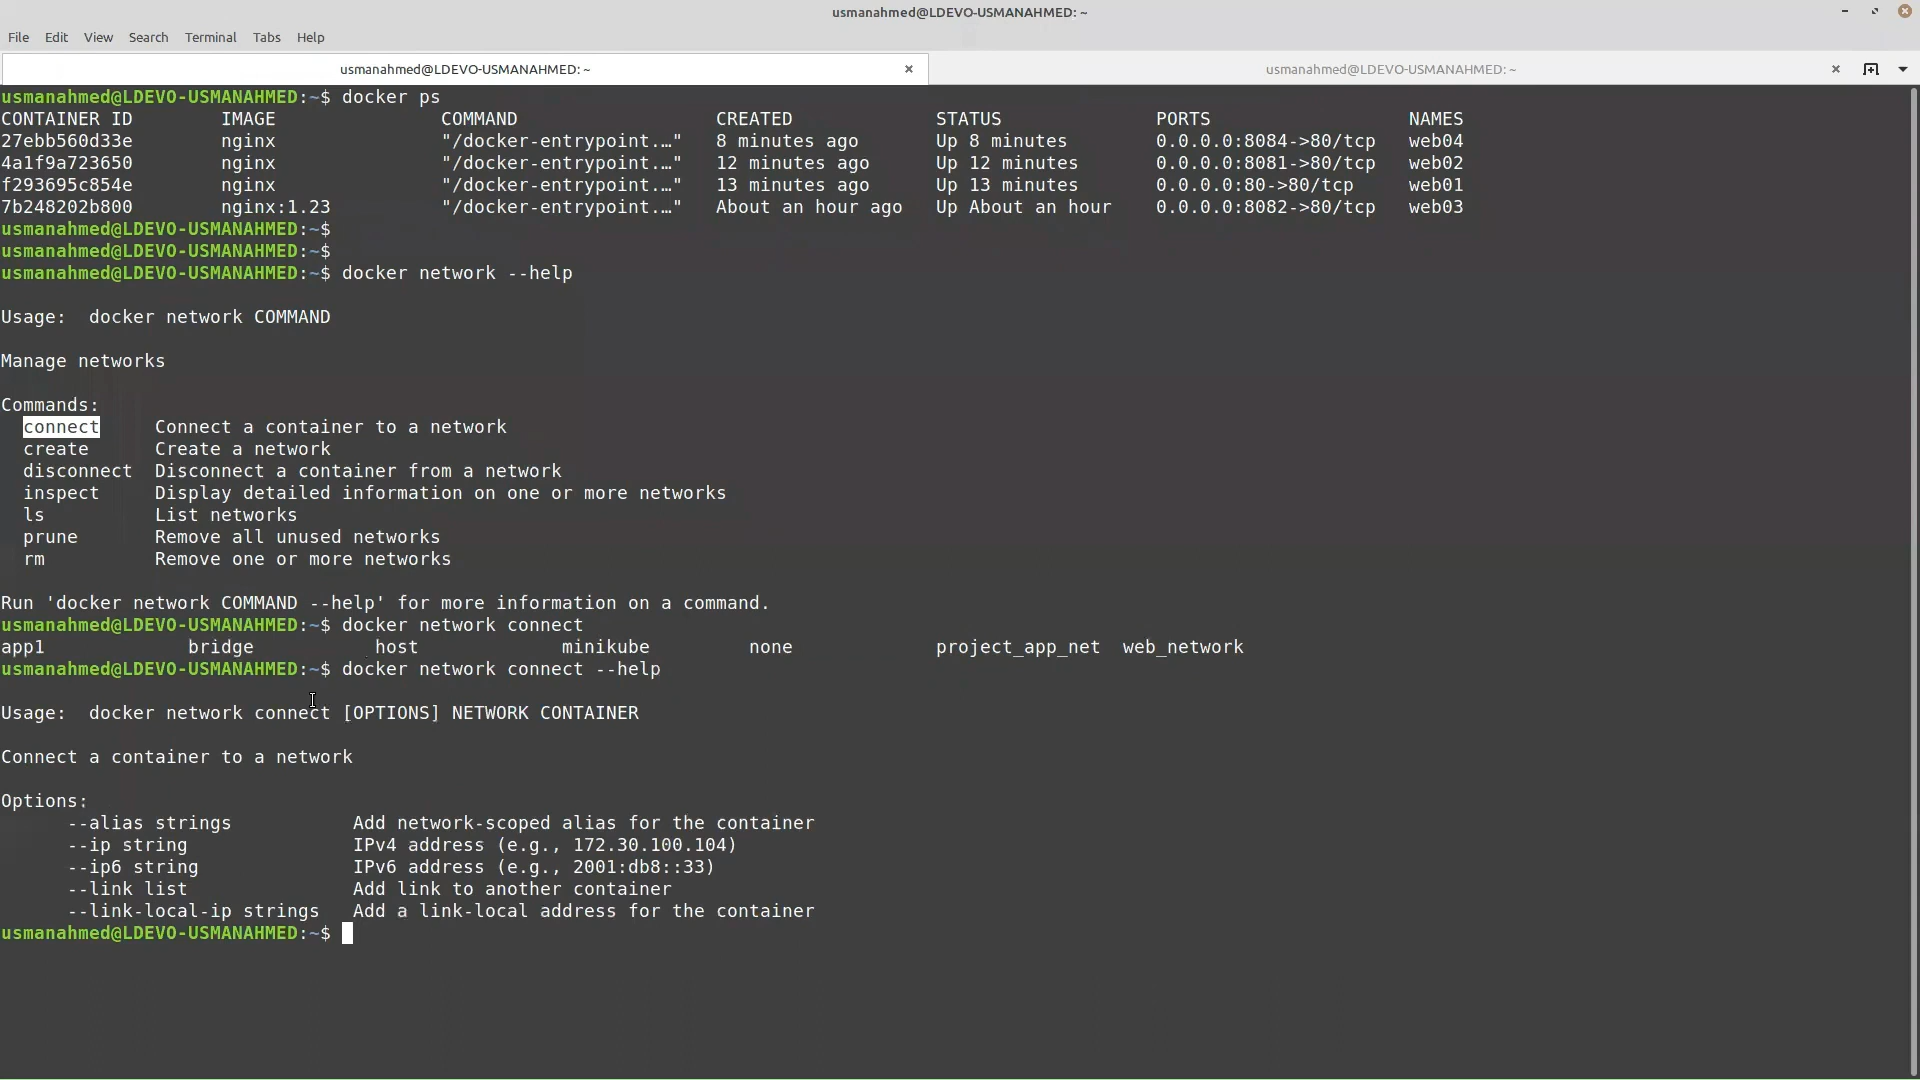 usmanahmed@LDEVO-USMANAHMED: ~
File Edit View Search Terminal Tabs Help
usmanahmed@LDEVO-USMANAHMED: ~ × usmanahmed@LDEVO-USMANAHMED: ~ ×
usmanahmed@LDEVO-USMANAHMED:~$ docker ps
CONTAINER ID        IMAGE               COMMAND                  CREATED             STATUS              PORTS                  NAMES
27ebb560d33e        nginx               "/docker-entrypoint.…"   8 minutes ago       Up 8 minutes        0.0.0.0:8084->80/tcp   web04
4a1f9a723650        nginx               "/docker-entrypoint.…"   12 minutes ago      Up 12 minutes       0.0.0.0:8081->80/tcp   web02
f293695c854e        nginx               "/docker-entrypoint.…"   13 minutes ago      Up 13 minutes       0.0.0.0:80->80/tcp     web01
7b248202b800        nginx:1.23          "/docker-entrypoint.…"   About an hour ago   Up About an hour    0.0.0.0:8082->80/tcp   web03
usmanahmed@LDEVO-USMANAHMED:~$
usmanahmed@LDEVO-USMANAHMED:~$
usmanahmed@LDEVO-USMANAHMED:~$ docker network --help
Usage:  docker network COMMAND
Manage networks
Commands:
  connect     Connect a container to a network
  create      Create a network
  disconnect  Disconnect a container from a network
  inspect     Display detailed information on one or more networks
  ls          List networks
  prune       Remove all unused networks
  rm          Remove one or more networks
Run 'docker network COMMAND --help' for more information on a command.
usmanahmed@LDEVO-USMANAHMED:~$ docker network connect
app1             bridge           host             minikube         none             project_app_net  web_network
usmanahmed@LDEVO-USMANAHMED:~$ docker network connect --help
Usage:  docker network connect [OPTIONS] NETWORK CONTAINER
Connect a container to a network
Options:
      --alias strings           Add network-scoped alias for the container
      --ip string               IPv4 address (e.g., 172.30.100.104)
      --ip6 string              IPv6 address (e.g., 2001:db8::33)
      --link list               Add link to another container
      --link-local-ip strings   Add a link-local address for the container
usmanahmed@LDEVO-USMANAHMED:~$